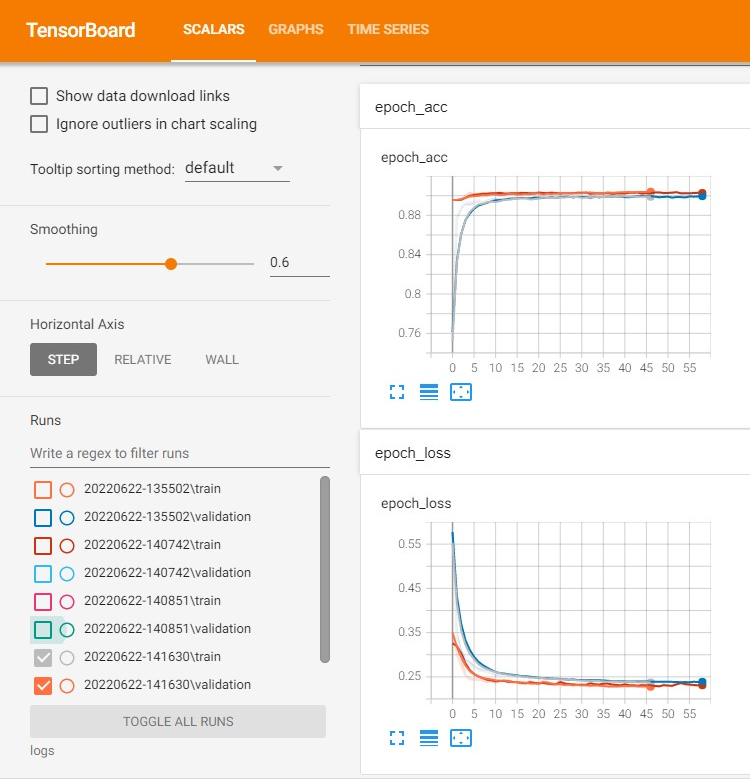 TensorBoard SCALARS GRAPHS TIME SERIES
Show data download links
Ignore outliers in chart scaling
Tooltip sorting method: default
Smoothing
0.6
Horizontal Axis
STEP RELATIVE WALL
Runs
Write a regex to filter runs
20220622-135502\train
20220622-135502\validation
20220622-140742\train
20220622-140742\validation
20220622-140851\train
20220622-140851\validation
20220622-141630\train
20220622-141630\validation
TOGGLE ALL RUNS
logs
epoch_acc
epoch_acc
0.88
0.84
0.8
0.76
0 5 10 15 20 25 30 35 40 45 50 55
epoch_loss
epoch_loss
0.55
0.45
0.35
0.25
0 5 10 15 20 25 30 35 40 45 50 55